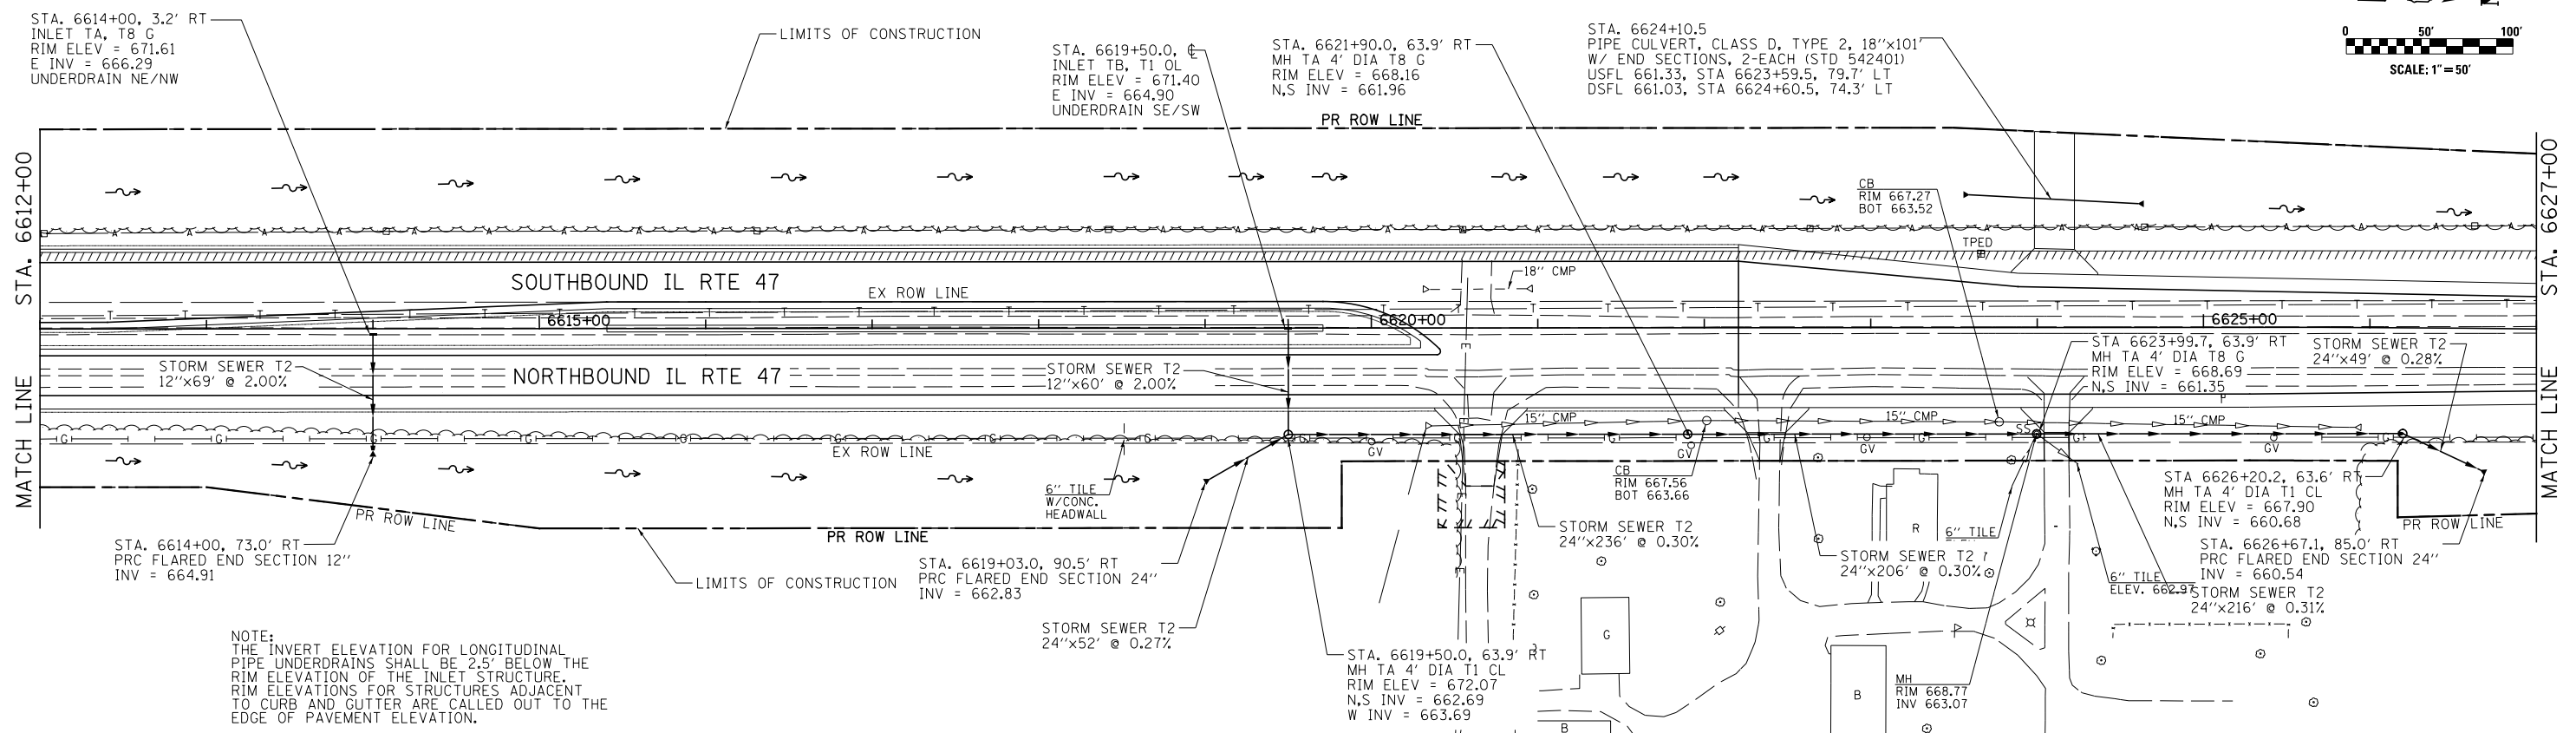 STA. 6614+00, 3.2' RT
INLET TA, T8 G
RIM ELEV = 671.61
E INV = 666.29
UNDERDRAIN NE/NW
LIMITS OF CONSTRUCTION
STA. 6619+50.0, ℄
INLET TB, T1 OL
RIM ELEV = 671.40
E INV = 664.90
UNDERDRAIN SE/SW
STA. 6621+90.0, 63.9' RT
MH TA 4' DIA T8 G
RIM ELEV = 668.16
N,S INV = 661.96
STA. 6624+10.5
PIPE CULVERT, CLASS D, TYPE 2, 18"x101'
W/ END SECTIONS, 2-EACH (STD 542401)
USFL 661.33, STA 6623+59.5, 79.7' LT
DSFL 661.03, STA 6624+60.5, 74.3' LT
0 50' 100'
SCALE: 1"=50'
PR ROW LINE
MATCH LINE STA. 6612+00
MATCH LINE STA. 6627+00
CB
RIM 667.27
BOT 663.52
TPED
SOUTHBOUND IL RTE 47
EX ROW LINE
18" CMP
6615+00
6620+00
6625+00
STORM SEWER T2
12"x69' @ 2.00%
NORTHBOUND IL RTE 47
STORM SEWER T2
12"x60' @ 2.00%
STA 6623+99.7, 63.9' RT
MH TA 4' DIA T8 G
RIM ELEV = 668.69
N,S INV = 661.35
STORM SEWER T2
24"x49' @ 0.28%
15" CMP
15" CMP
15" CMP
SS
GV
GV
GV
GV
EX ROW LINE
CB
RIM 667.56
BOT 663.66
6" TILE
W/CONC.
HEADWALL
STA 6626+20.2, 63.6' RT
MH TA 4' DIA T1 CL
RIM ELEV = 667.90
N,S INV = 660.68
PR ROW LINE
PR ROW LINE
PR ROW LINE
STA. 6614+00, 73.0' RT
PRC FLARED END SECTION 12"
INV = 664.91
LIMITS OF CONSTRUCTION
STA. 6619+03.0, 90.5' RT
PRC FLARED END SECTION 24"
INV = 662.83
STORM SEWER T2
24"x236' @ 0.30%
R
6" TILE
STORM SEWER T2
24"x206' @ 0.30%
STA. 6626+67.1, 85.0' RT
PRC FLARED END SECTION 24"
INV = 660.54
6" TILE
ELEV. 662.97
STORM SEWER T2
24"x216' @ 0.31%
STORM SEWER T2
24"x52' @ 0.27%
G
NOTE:
THE INVERT ELEVATION FOR LONGITUDINAL
PIPE UNDERDRAINS SHALL BE 2.5' BELOW THE
RIM ELEVATION OF THE INLET STRUCTURE.
RIM ELEVATIONS FOR STRUCTURES ADJACENT
TO CURB AND GUTTER ARE CALLED OUT TO THE
EDGE OF PAVEMENT ELEVATION.
STA. 6619+50.0, 63.9' RT
MH TA 4' DIA T1 CL
RIM ELEV = 672.07
N,S INV = 662.69
W INV = 663.69
B
B
MH
RIM 668.77
INV 663.07